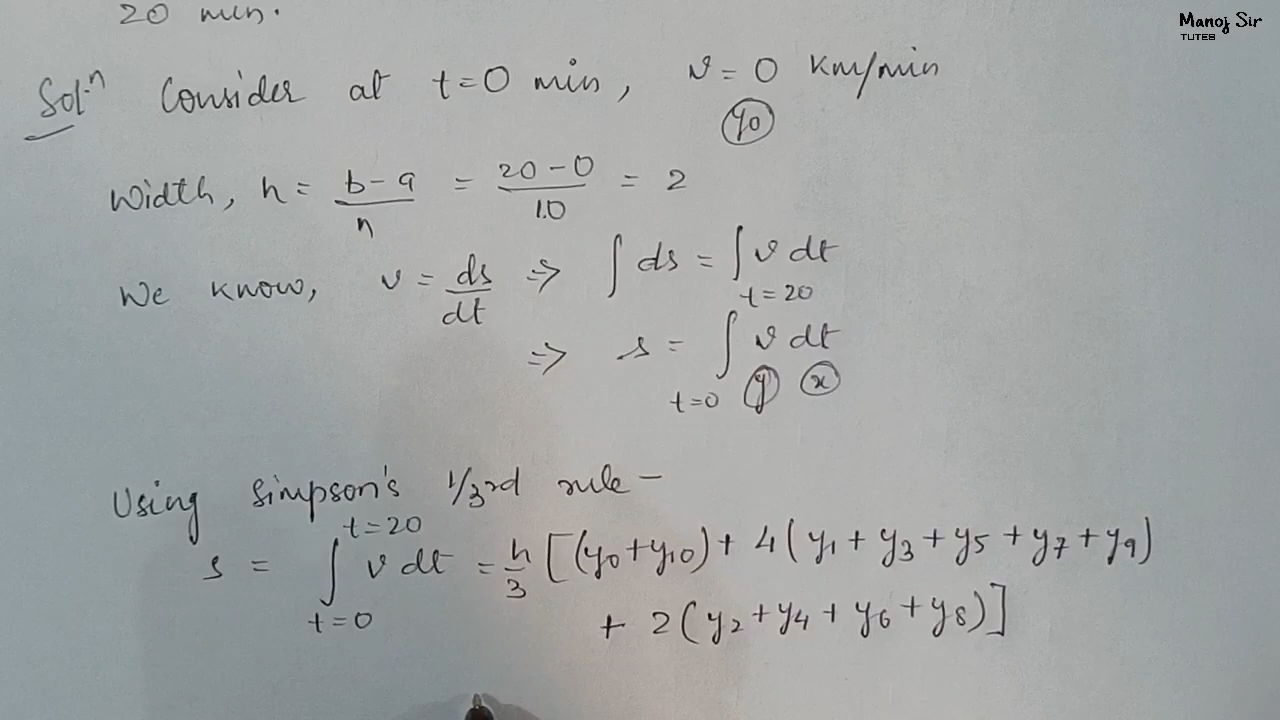 20 min.
Manoj Sir
TUTES
Solⁿ Consider at t=0 min, v=0 km/min
y0
Width, h = b-a/n = 20-0/10 = 2
We know, v = ds/dt ⇒ ∫ds = ∫v dt
⇒ s = ∫_{t=0}^{t=20} v dt
y x
Using Simpson's 1/3rd rule –
s = ∫_{t=0}^{t=20} v dt = h/3 [(y0+y10) + 4(y1+y3+y5+y7+y9)
+ 2(y2+y4+y6+y8)]